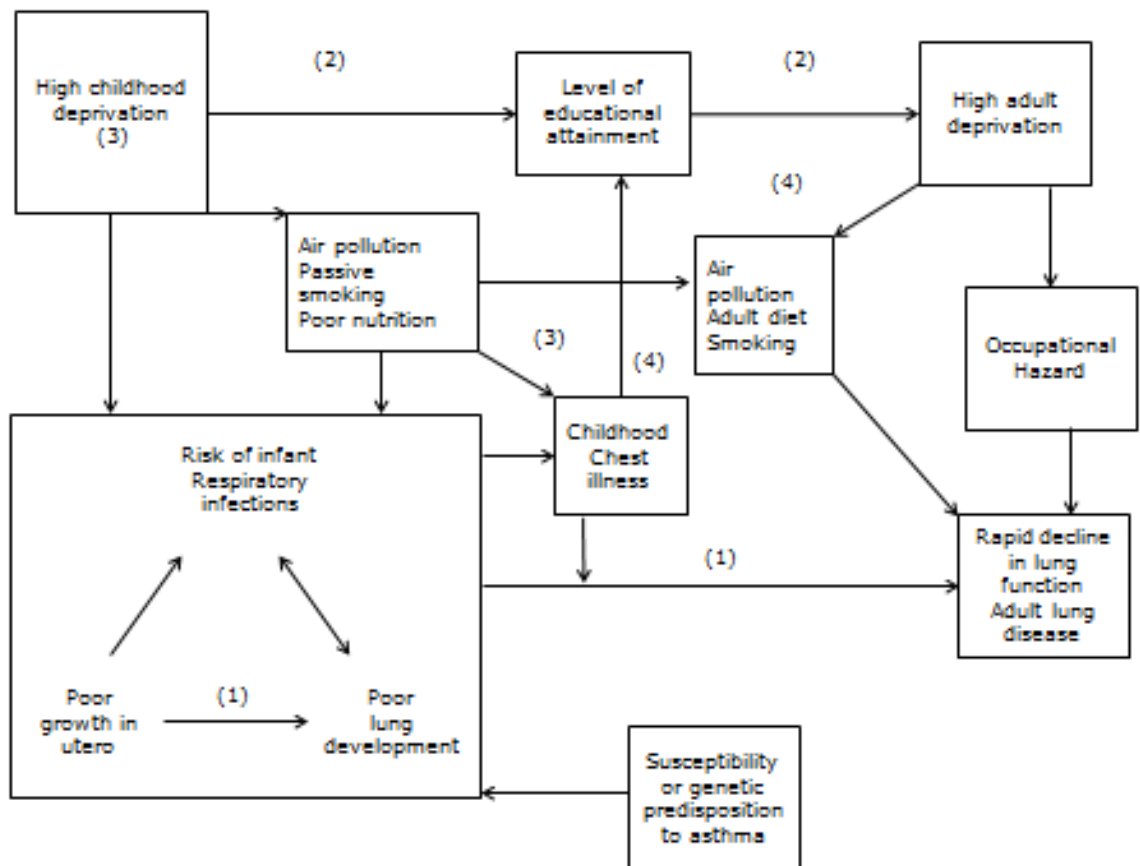 (2)
(2)
High childhood
deprivation
(3)
Level of
educational
attainment
High adult
deprivation
(4)
Air pollution
Passive
smoking
Poor nutrition
Air
pollution
Adult diet
Smoking
(3)
(4)
Occupational
Hazard
Risk of infant
Respiratory
infections
Childhood
Chest
illness
(1)
Rapid decline
in lung
function
Adult lung
disease
Poor
growth in
utero
(1)
Poor
lung
development
Susceptibility
or genetic
predisposition
to asthma